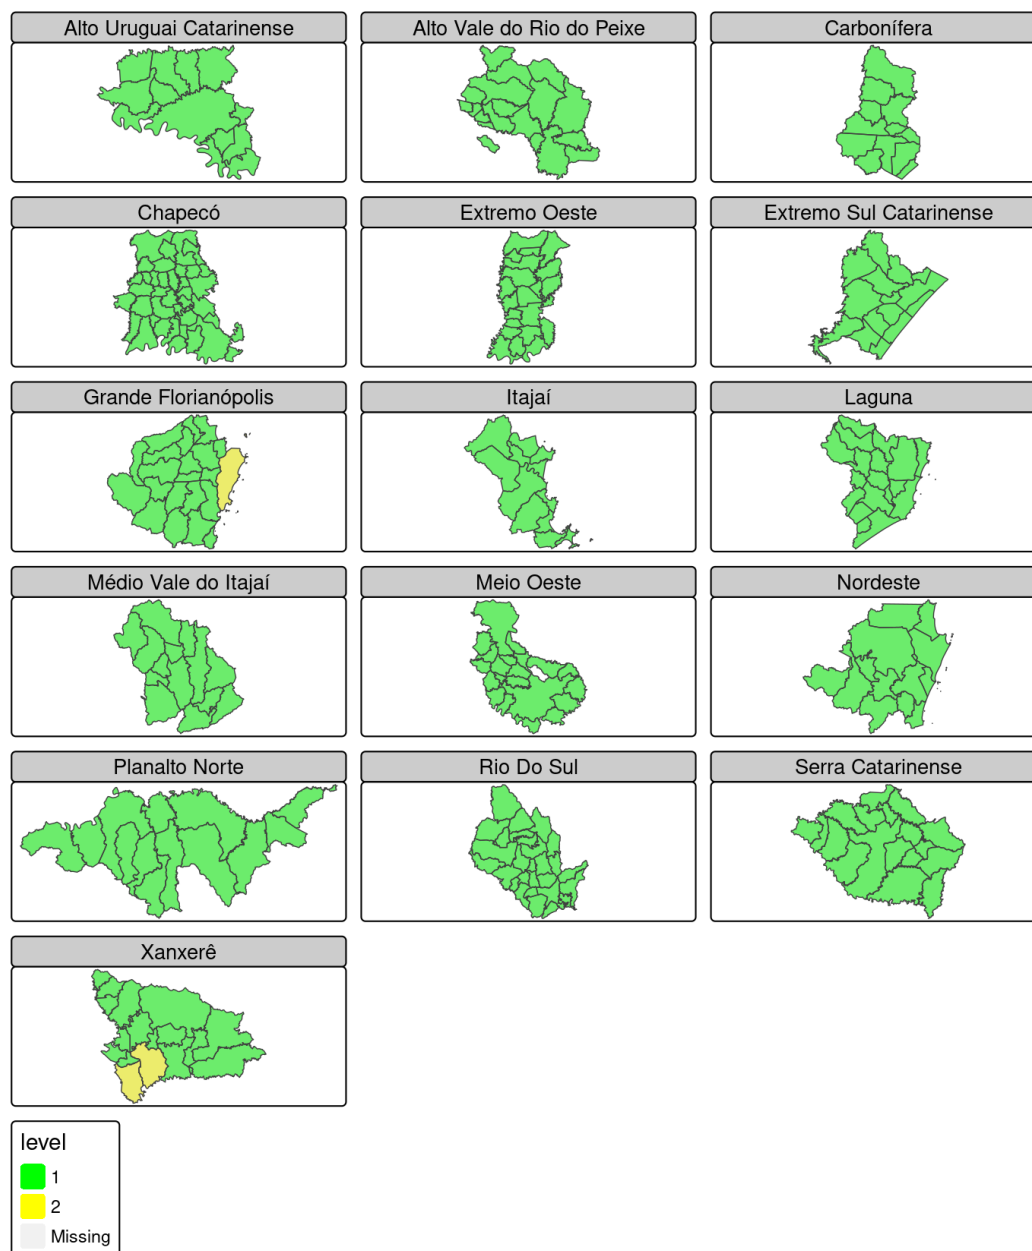 Alto Uruguai Catarinense
Alto Vale do Rio do Peixe
Carbonífera
Chapecó
Extremo Oeste
Extremo Sul Catarinense
Grande Florianópolis
Itajaí
Laguna
Médio Vale do Itajaí
Meio Oeste
Nordeste
Planalto Norte
Rio Do Sul
Serra Catarinense
Xanxerê
level
1
2
Missing